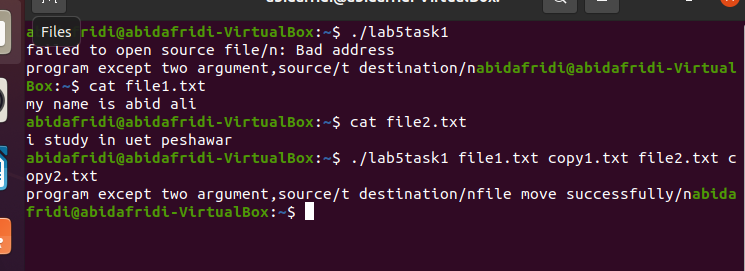 Files
abidafridi@abidafridi-VirtualBox:~$ ./lab5task1
failed to open source file/n: Bad address
program except two argument,source/t destination/nabidafridi@abidafridi-Virtual
Box:~$ cat file1.txt
my name is abid ali
abidafridi@abidafridi-VirtualBox:~$ cat file2.txt
i study in uet peshawar
abidafridi@abidafridi-VirtualBox:~$ ./lab5task1 file1.txt copy1.txt file2.txt c
opy2.txt
program except two argument,source/t destination/nfile move successfully/nabida
fridi@abidafridi-VirtualBox:~$